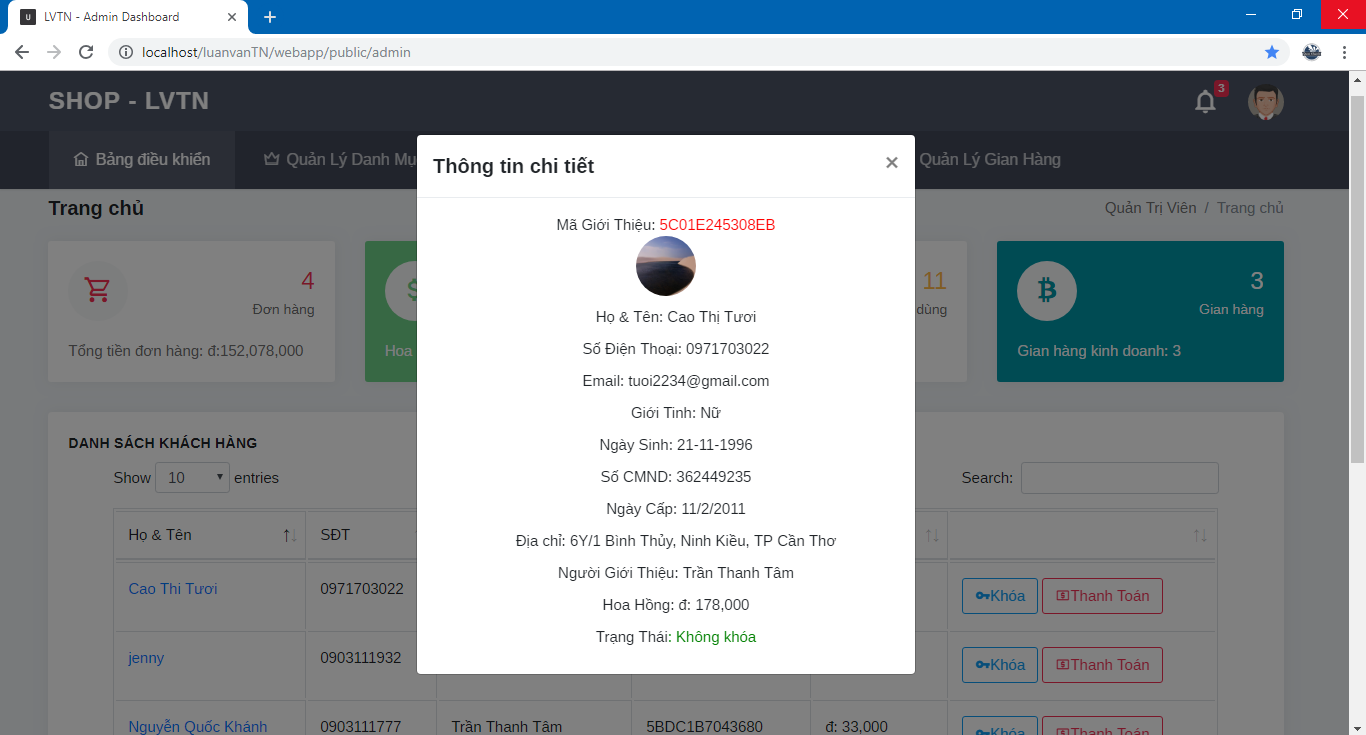 LVTN - Admin Dashboard
localhost/luanvanTN/webapp/public/admin
SHOP - LVTN
3
Bảng điều khiển
Quản Lý Danh Mụ
Quản Lý Gian Hàng
Trang chủ
Quản Trị Viên / Trang chủ
4
Đơn hàng
Tổng tiền đơn hàng: đ:152,078,000
Hoa
11
dùng
3
Gian hàng
Gian hàng kinh doanh: 3
Thông tin chi tiết
×
Mã Giới Thiệu: 5C01E245308EB
Họ & Tên: Cao Thị Tươi
Số Điện Thoại: 0971703022
Email: tuoi2234@gmail.com
Giới Tinh: Nữ
Ngày Sinh: 21-11-1996
Số CMND: 362449235
Ngày Cấp: 11/2/2011
Địa chỉ: 6Y/1 Bình Thủy, Ninh Kiều, TP Cần Thơ
Người Giới Thiệu: Trần Thanh Tâm
Hoa Hồng: đ: 178,000
Trạng Thái: Không khóa
DANH SÁCH KHÁCH HÀNG
Show 10 entries
Search:
Họ & Tên SĐT
Cao Thi Tươi 0971703022 Khóa Thanh Toán
jenny 0903111932 Khóa Thanh Toán
Nguyễn Quốc Khánh 0903111777 Trần Thanh Tâm 5BDC1B7043680 đ: 33,000 Khóa Thanh Toán